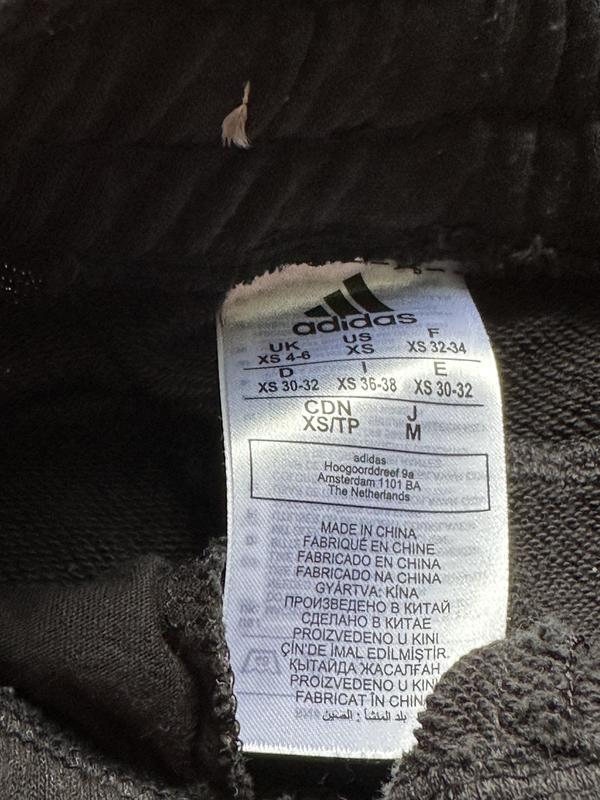 adidas
UK US F
XS 4-6 XS XS 32-34
D I E
XS 30-32 XS 36-38 XS 30-32
CDN J
XS/TP M
adidas
Hoogoorddreef 9a
Amsterdam 1101 BA
The Netherlands
MADE IN CHINA
FABRIQUÉ EN CHINE
FABRICADO EN CHINA
FABRICADO NA CHINA
GYÁRTVA: KÍNA
ПРОИЗВЕДЕНО В КИТАЙ
СДЕЛАНО В КИТАЕ
PROIZVEDENO U KINI
ÇİN'DE İMAL EDİLMİŞTİR.
ҚЫТАЙДА ЖАСАЛҒАН
PROIZVEDENO U KINI
FABRICAT ÎN CHINA
بلد المنشأ : الصين